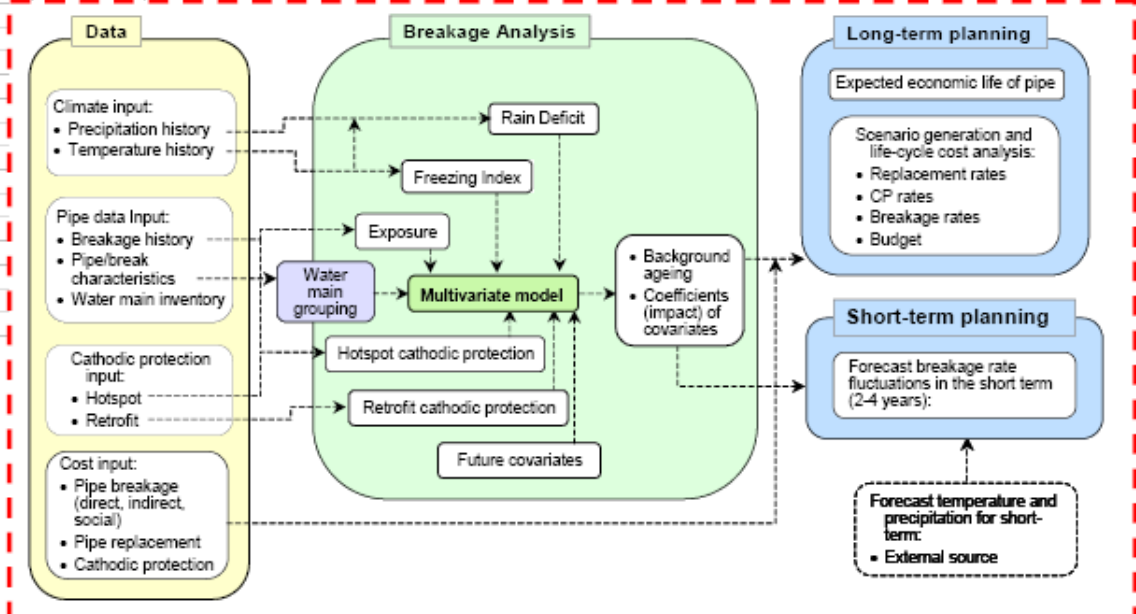 Data
Climate input:
• Precipitation history
• Temperature history
Pipe data Input:
• Breakage history
• Pipe/break
characteristics
• Water main inventory
Cathodic protection
input:
• Hotspot
• Retrofit
Cost input:
• Pipe breakage
(direct, indirect,
social)
• Pipe replacement
• Cathodic protection
Breakage Analysis
Rain Deficit
Freezing Index
Exposure
Water
main
grouping
Multivariate model
Hotspot cathodic protection
Retrofit cathodic protection
Future covariates
• Background
ageing
• Coefficients
(impact) of
covariates
Long-term planning
Expected economic life of pipe
Scenario generation and
life-cycle cost analysis:
• Replacement rates
• CP rates
• Breakage rates
• Budget
Short-term planning
Forecast breakage rate
fluctuations in the short term
(2-4 years):
Forecast temperature and
precipitation for short-
term:
• External source